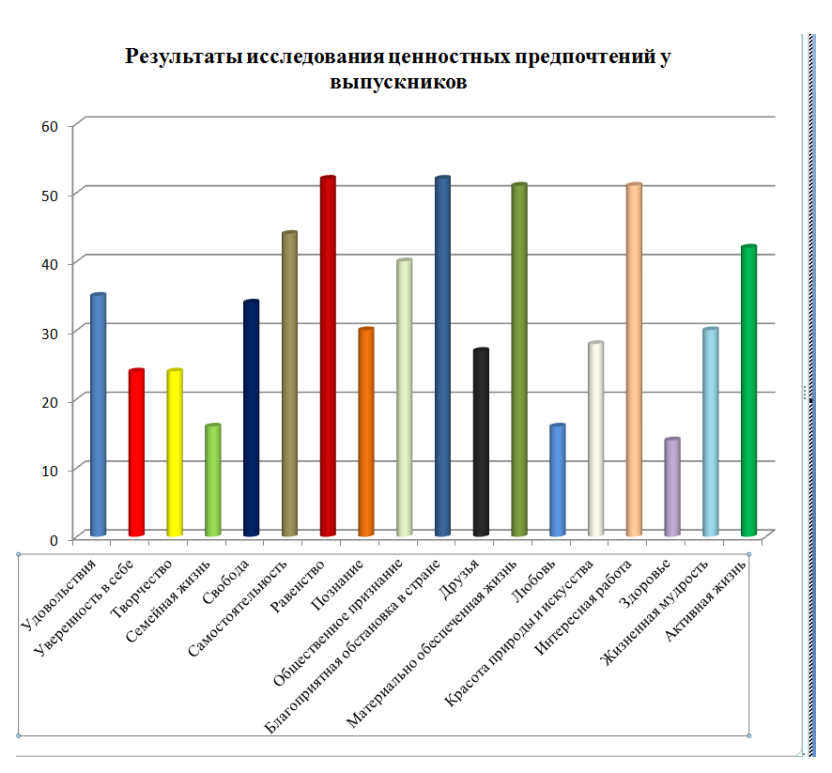 Результаты исследования ценностных предпочтений у
выпускников
60
50
40
30
20
10
0
Удовольствия
Уверенность в себе
Творчество
Семейная жизнь
Свобода
Самостоятельность
Равенство
Познание
Общественное признание
Благоприятная обстановка в стране
Друзья
Материально обеспеченная жизнь
Любовь
Красота природы и искусства
Интересная работа
Здоровье
Жизненная мудрость
Активная жизнь